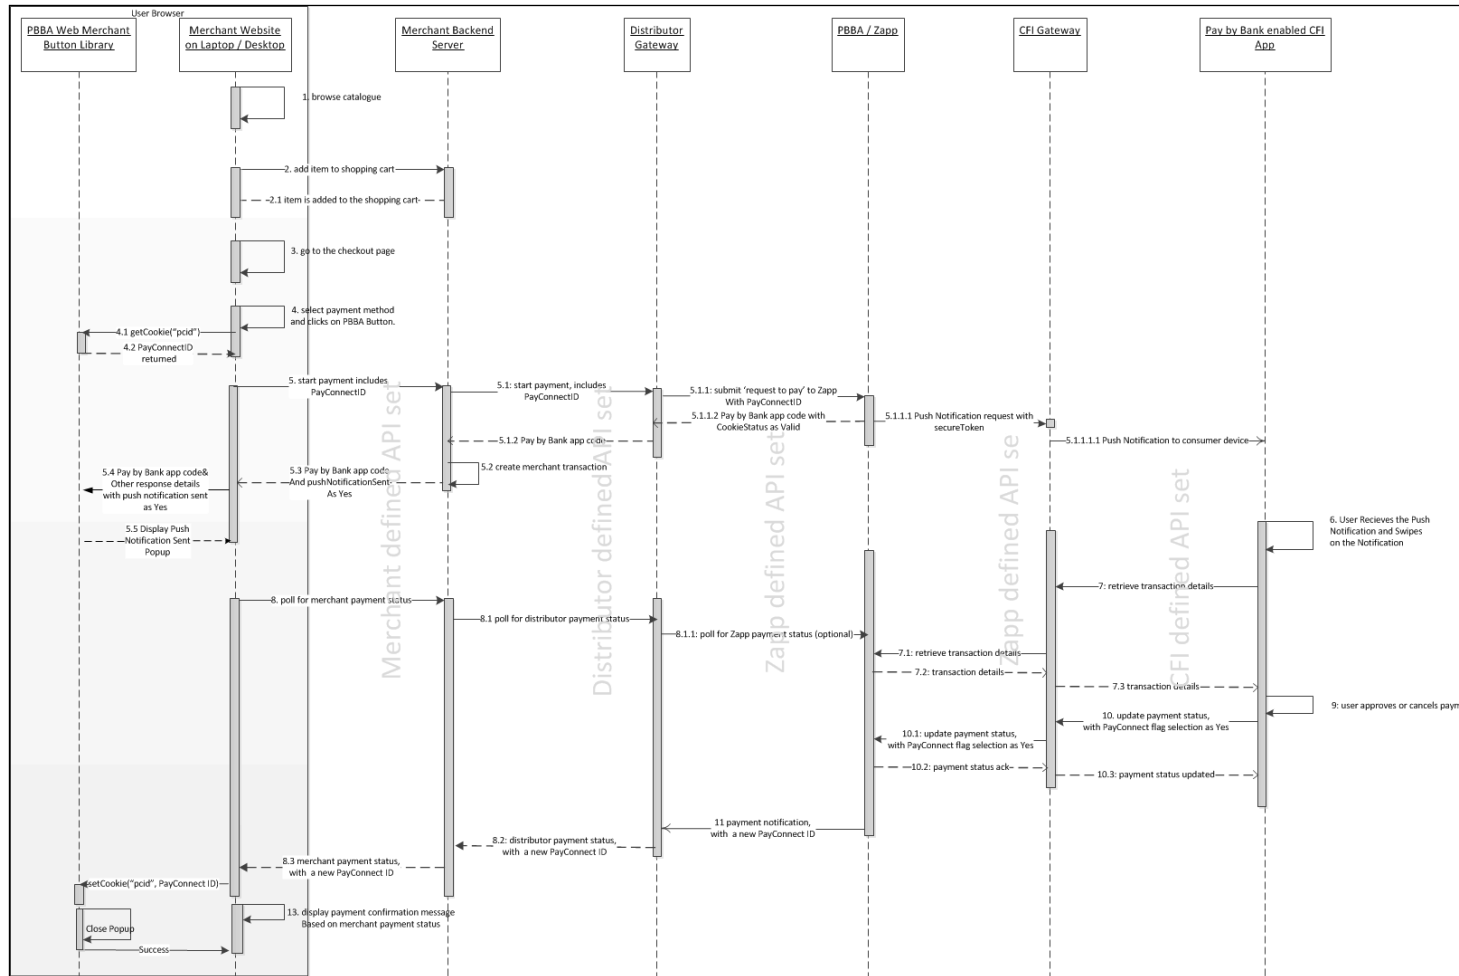 User Browser
PBBA Web Merchant
Button Library
Merchant Website
on Laptop / Desktop
Merchant Backend
Server
Distributor
Gateway
PBBA / Zapp
CFI Gateway
Pay by Bank enabled CFI
App
1. browse catalogue
2. add item to shopping cart
2.1 item is added to the shopping cart
3. go to the checkout page
4. select payment method
and clicks on PBBA Button.
4.1 getCookie("pcid")
4.2 PayConnectID
returned
5. start payment includes
PayConnectID
5.1: start payment, includes
PayConnectID
5.1.1: submit 'request to pay' to Zapp
With PayConnectID
5.1.1.2 Pay by Bank app code with
CookieStatus as Valid
5.1.1.1 Push Notification request with
secureToken
5.1.1.1.1 Push Notification to consumer device
5.1.2 Pay by Bank app code
5.2 create merchant transaction
5.3 Pay by Bank app code
And pushNotificationSent
As Yes
5.4 Pay by Bank app code&
Other response details
with push notification sent
as Yes
5.5 Display Push
Notification Sent
Popup
6. User Recieves the Push
Notification and Swipes
on the Notification
7: retrieve transaction details
8. poll for merchant payment status
8.1 poll for distributor payment status
8.1.1: poll for Zapp payment status (optional)
7.1: retrieve transaction details
7.2: transaction details
7.3 transaction details
9: user approves or cancels paym
10. update payment status,
with PayConnect flag selection as Yes
10.1: update payment status,
with PayConnect flag selection as Yes
10.2: payment status ack
10.3: payment status updated
11 payment notification,
with a new PayConnect ID
8.2: distributor payment status,
with a new PayConnect ID
8.3 merchant payment status,
with a new PayConnect ID
setCookie("pcid", PayConnect ID)
13. display payment confirmation message
Based on merchant payment status
Close Popup
Success
Merchant defined API set
Distributor defined API set
Zapp defined API set
Zapp defined API se
CFI defined API set